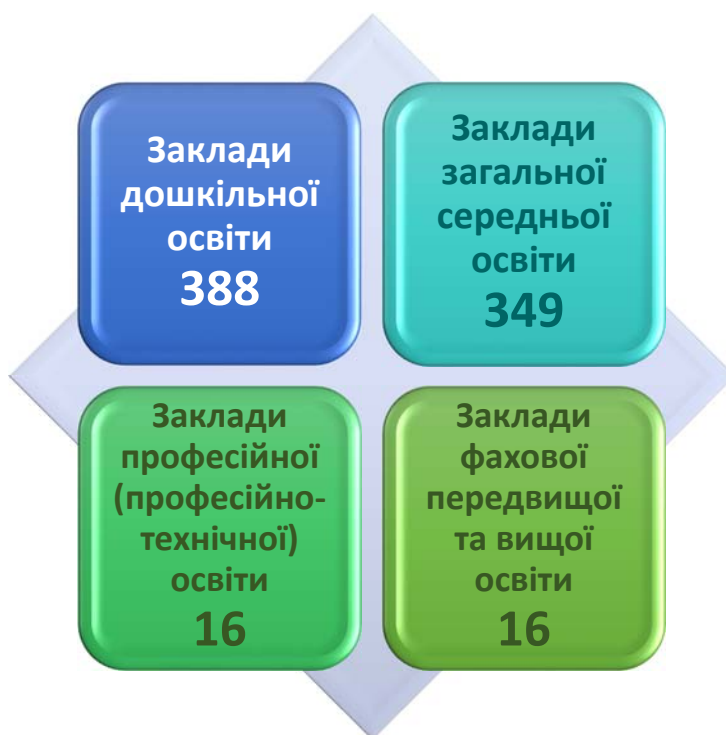 Заклади
дошкільної
освіти
388
Заклади
загальної
середньої
освіти
349
Заклади
професійної
(професійно-
технічної)
освіти
16
Заклади
фахової
передвищої
та вищої
освіти
16